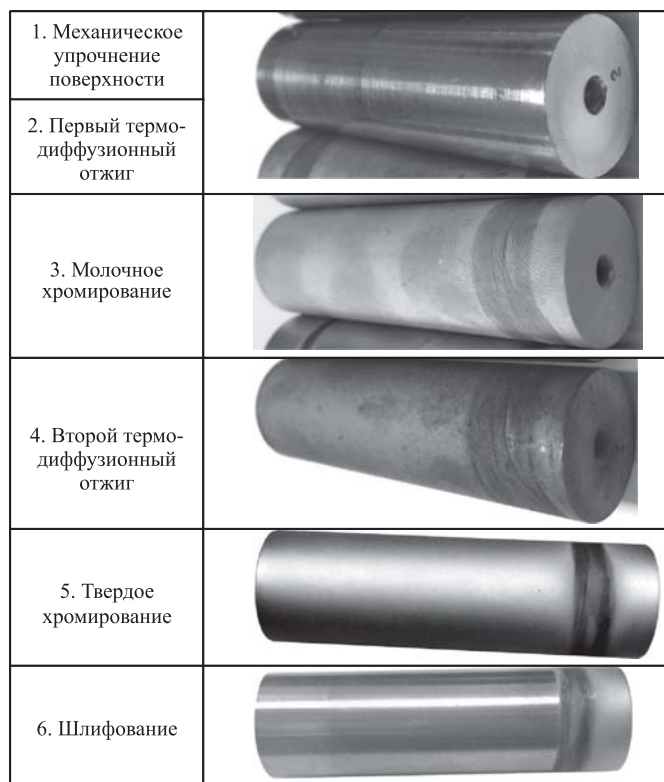 1. Механическое
упрочнение
поверхности
2. Первый термо-
диффузионный
отжиг
3. Молочное
хромирование
4. Второй термо-
диффузионный
отжиг
5. Твердое
хромирование
6. Шлифование